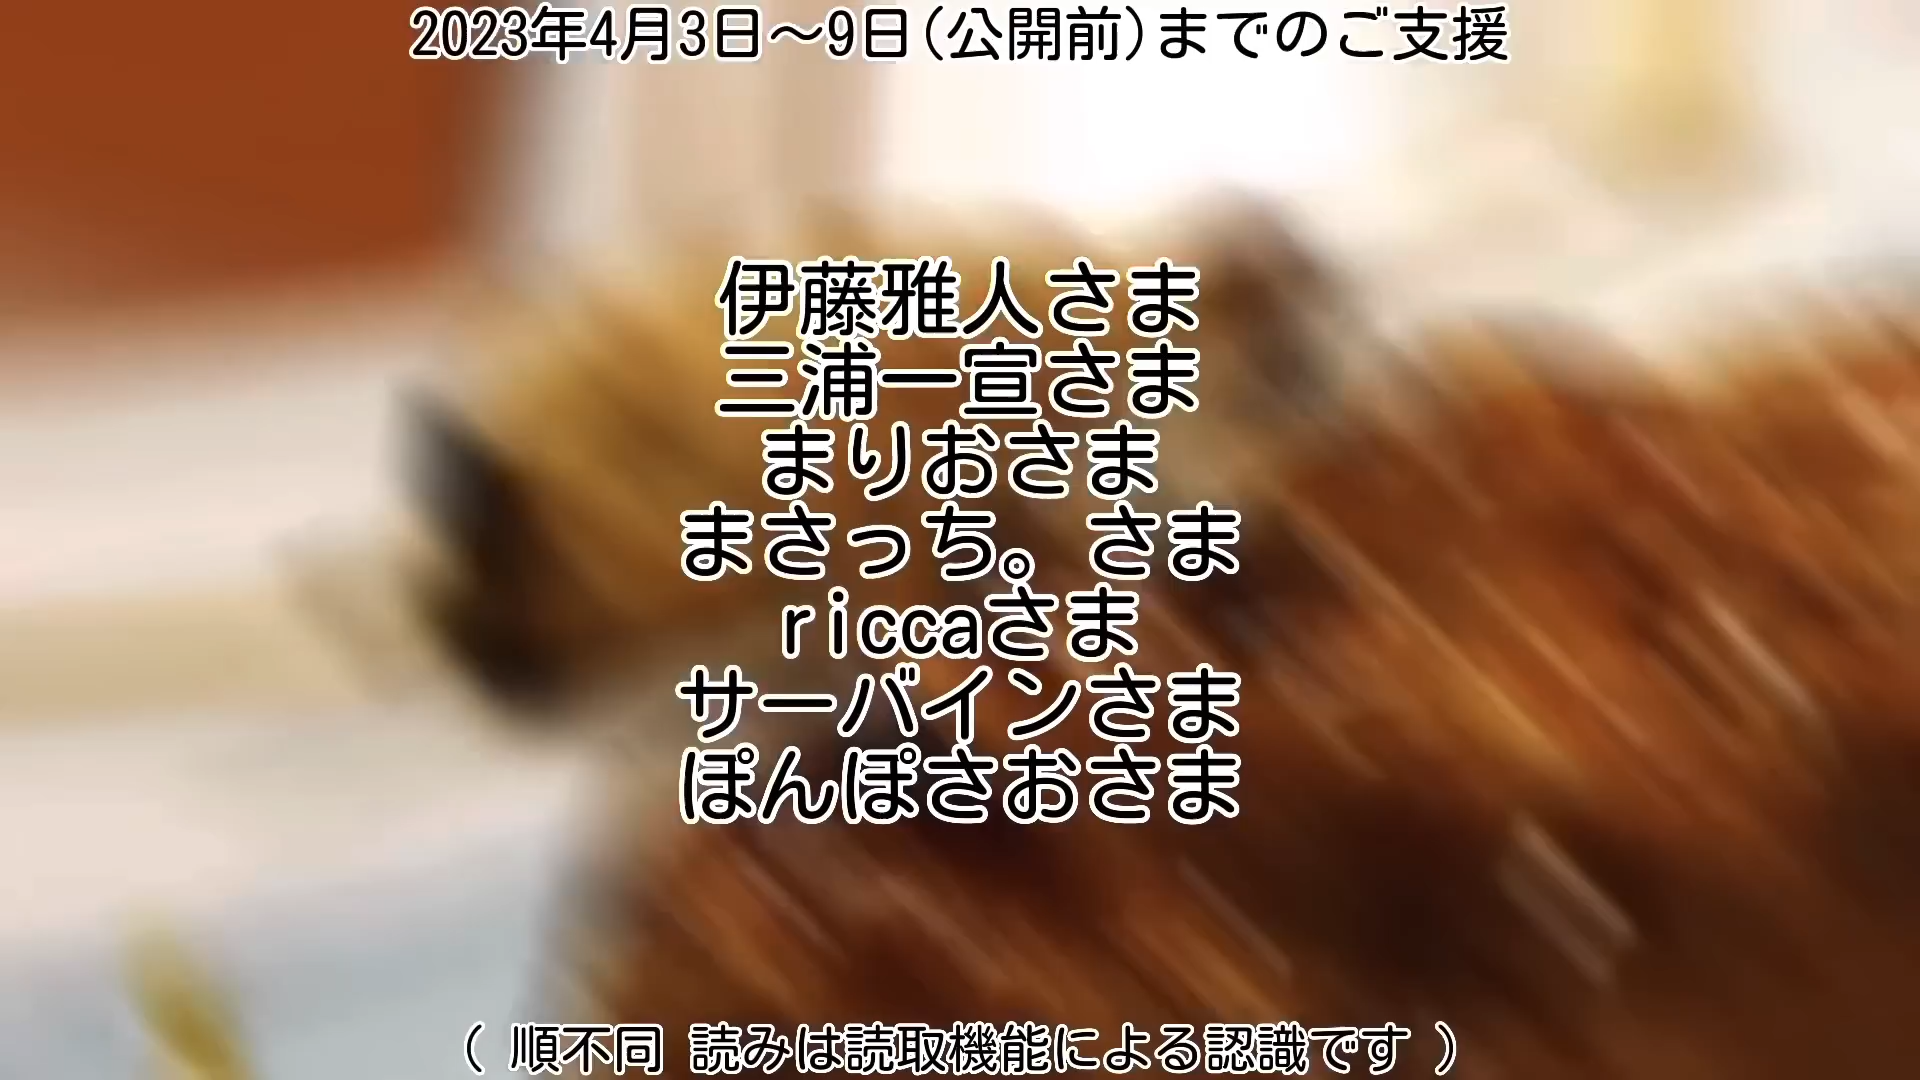 2023年4月3日～9日(公開前)までのご支援
伊藤雅人さま
三浦一宣さま
まりおさま
まさっち。さま
riccaさま
サーバインさま
ぽんぽさおさま
( 順不同 読みは読取機能による認識です )